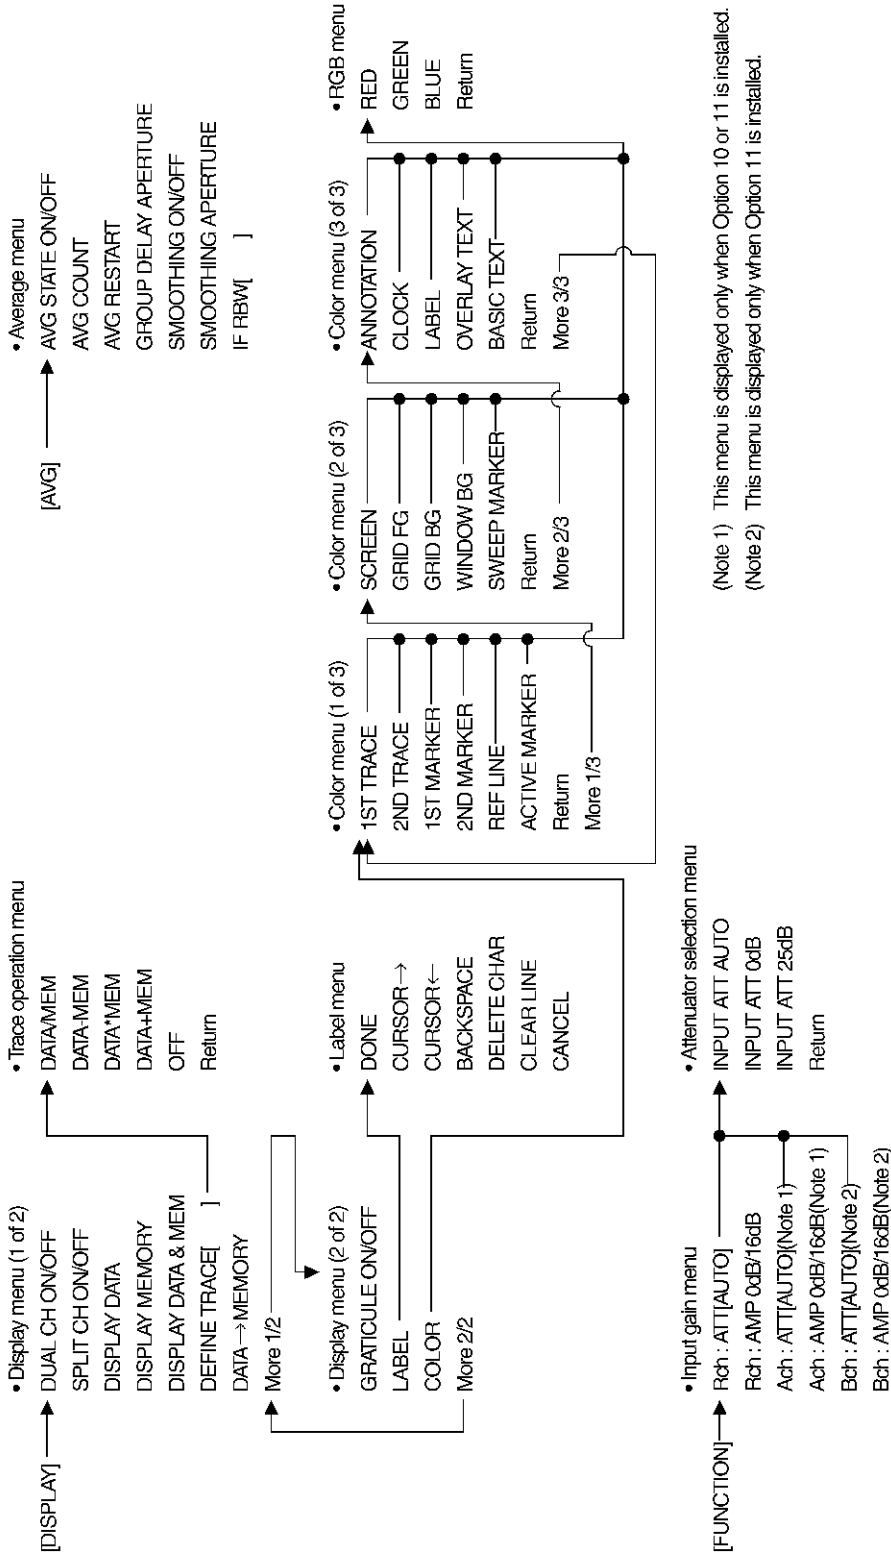 [DISPLAY]
• Display menu (1 of 2)
DUAL CH ON/OFF
SPLIT CH ON/OFF
DISPLAY DATA
DISPLAY MEMORY
DISPLAY DATA & MEM
DEFINE TRACE[ ]
DATA→MEMORY
More 1/2
• Trace operation menu
DATA/MEM
DATA-MEM
DATA*MEM
DATA+MEM
OFF
Return
[AVG]
• Average menu
AVG STATE ON/OFF
AVG COUNT
AVG RESTART
GROUP DELAY APERTURE
SMOOTHING ON/OFF
SMOOTHING APERTURE
IF RBW[ ]
• Display menu (2 of 2)
GRATICULE ON/OFF
LABEL
COLOR
More 2/2
• Label menu
DONE
CURSOR→
CURSOR←
BACKSPACE
DELETE CHAR
CLEAR LINE
CANCEL
• Color menu (1 of 3)
1ST TRACE
2ND TRACE
1ST MARKER
2ND MARKER
REF LINE
ACTIVE MARKER
Return
More 1/3
• Color menu (2 of 3)
SCREEN
GRID FG
GRID BG
WINDOW BG
SWEEP MARKER
Return
More 2/3
• Color menu (3 of 3)
ANNOTATION
CLOCK
LABEL
OVERLAY TEXT
BASIC TEXT
Return
More 3/3
• RGB menu
RED
GREEN
BLUE
Return
[FUNCTION]
• Input gain menu
Rch : ATT[AUTO]
Rch : AMP 0dB/16dB
Ach : ATT[AUTO](Note 1)
Ach : AMP 0dB/16dB(Note 1)
Bch : ATT[AUTO](Note 2)
Bch : AMP 0dB/16dB(Note 2)
• Attenuator selection menu
INPUT ATT AUTO
INPUT ATT 0dB
INPUT ATT 25dB
Return
(Note 1) This menu is displayed only when Option 10 or 11 is installed.
(Note 2) This menu is displayed only when Option 11 is installed.